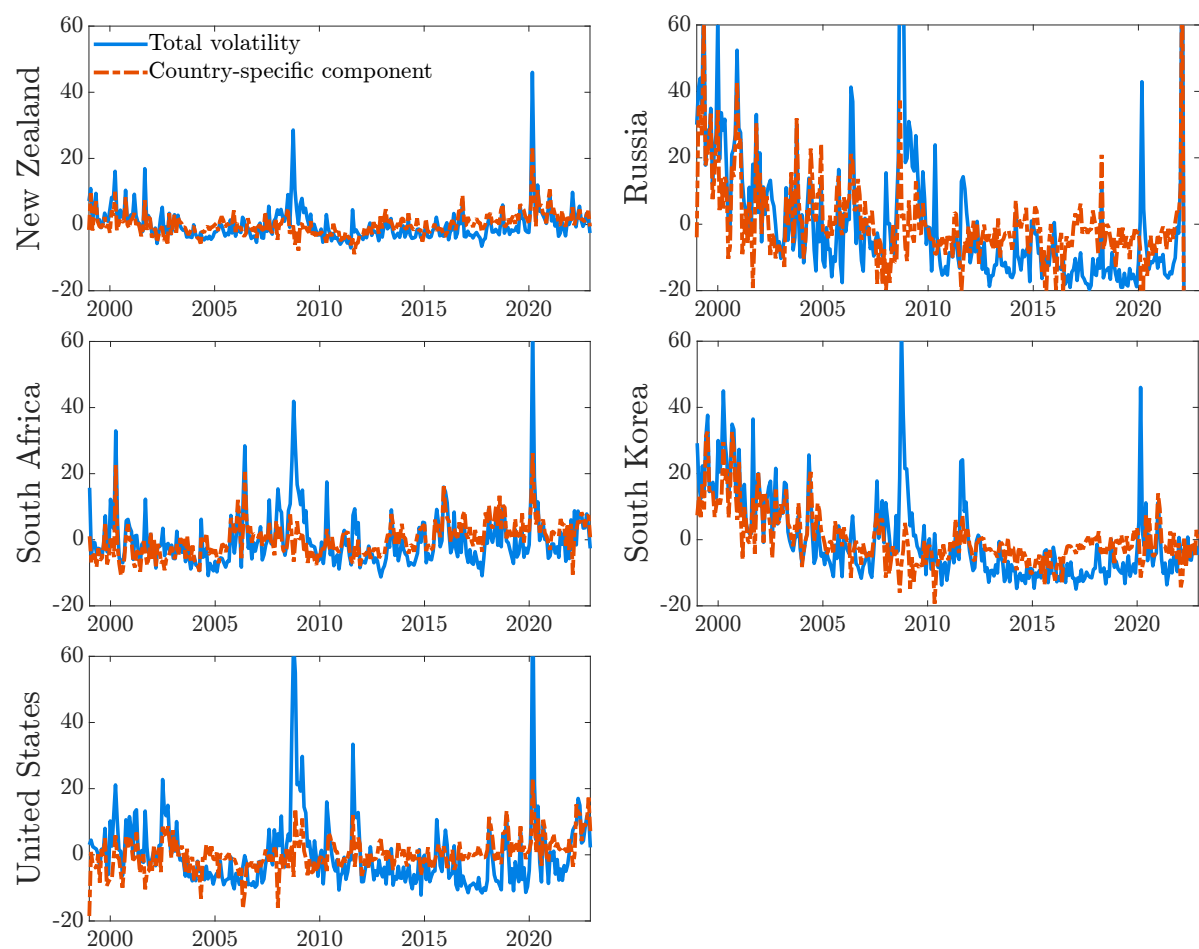 60
40
20
0
-20
2000 2005 2010 2015 2020
New Zealand
Total volatility
Country-specific component
60
40
20
0
-20
2000 2005 2010 2015 2020
Russia
60
40
20
0
-20
2000 2005 2010 2015 2020
South Africa
60
40
20
0
-20
2000 2005 2010 2015 2020
South Korea
60
40
20
0
-20
2000 2005 2010 2015 2020
United States